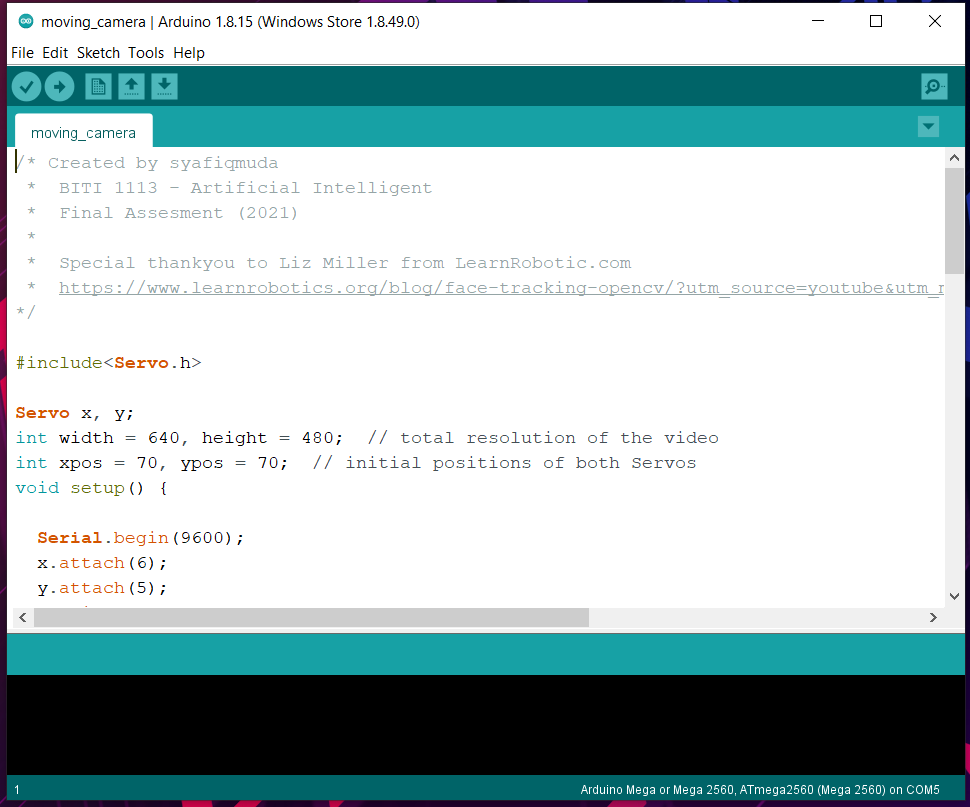 moving_camera | Arduino 1.8.15 (Windows Store 1.8.49.0)
File Edit Sketch Tools Help
moving_camera
/* Created by syafiqmuda
 *  BITI 1113 - Artificial Intelligent
 *  Final Assesment (2021)
 *
 *  Special thankyou to Liz Miller from LearnRobotic.com
 *  https://www.learnrobotics.org/blog/face-tracking-opencv/?utm_source=youtube&utm_
*/
#include<Servo.h>
Servo x, y;
int width = 640, height = 480;  // total resolution of the video
int xpos = 70, ypos = 70;  // initial positions of both Servos
void setup() {
  Serial.begin(9600);
  x.attach(6);
  y.attach(5);
1
Arduino Mega or Mega 2560, ATmega2560 (Mega 2560) on COM5